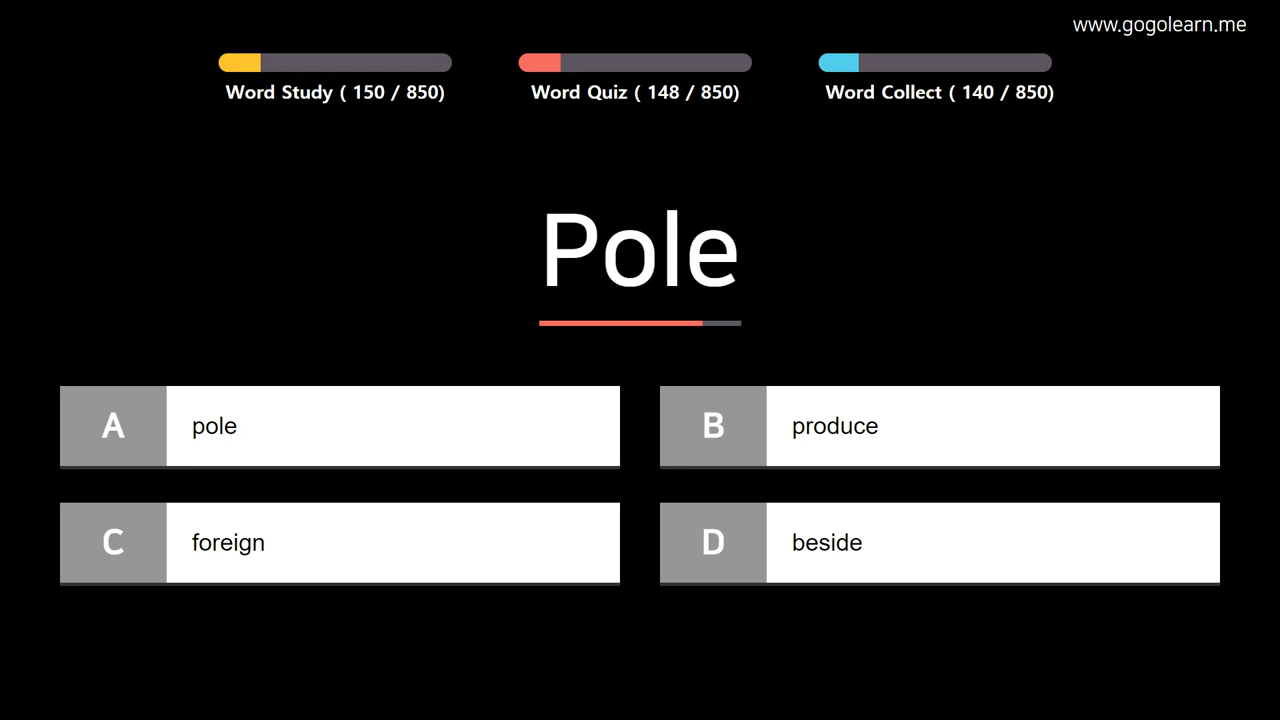 www.gogolearn.me
Word Study ( 150 / 850)
Word Quiz ( 148 / 850)
Word Collect ( 140 / 850)
Pole
A pole
B produce
C foreign
D beside